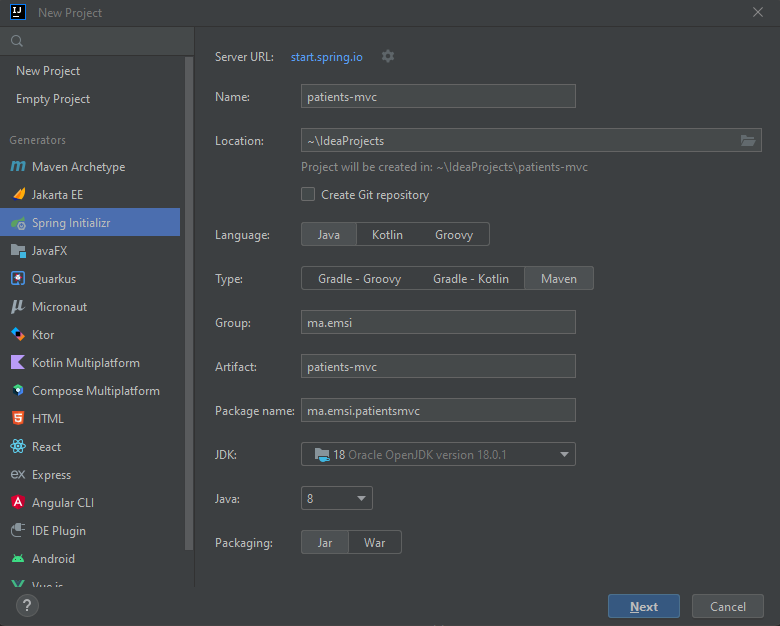 New Project
New Project
Empty Project
Generators
Maven Archetype
Jakarta EE
Spring Initializr
JavaFX
Quarkus
Micronaut
Ktor
Kotlin Multiplatform
Compose Multiplatform
HTML
React
Express
Angular CLI
IDE Plugin
Android
Vue.js
Server URL: start.spring.io
Name: patients-mvc
Location: ~\IdeaProjects
Project will be created in: ~\IdeaProjects\patients-mvc
Create Git repository
Language: Java Kotlin Groovy
Type: Gradle - Groovy Gradle - Kotlin Maven
Group: ma.emsi
Artifact: patients-mvc
Package name: ma.emsi.patientsmvc
JDK: 18 Oracle OpenJDK version 18.0.1
Java: 8
Packaging: Jar War
? Next Cancel